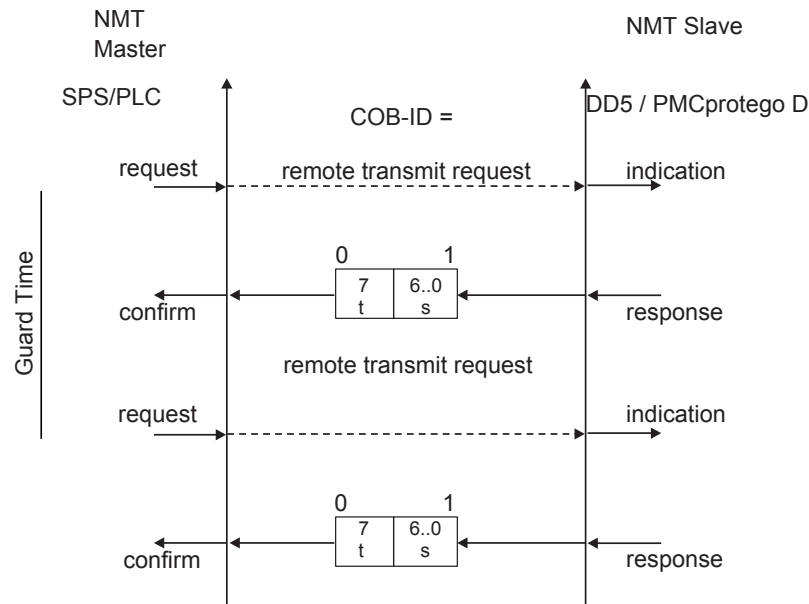 NMT
Master
NMT Slave
SPS/PLC
COB-ID =
DD5 / PMCprotego D
request
remote transmit request
indication
0 1
7 6..0
t s
confirm
response
Guard Time
remote transmit request
request
indication
0 1
7 6..0
t s
confirm
response